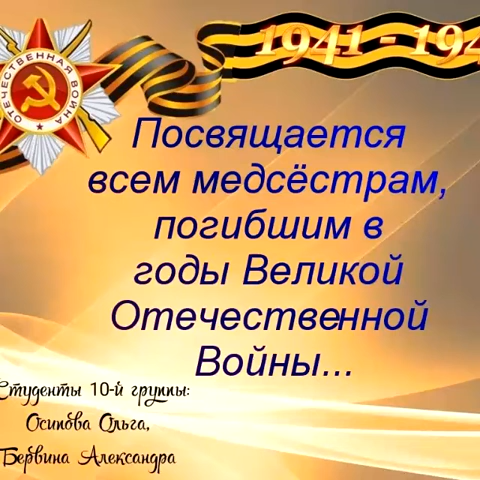 1941 - 194
ОТЕЧЕСТВЕННАЯ ВОЙНА
Посвящается
всем медсёстрам,
погибшим в
годы Великой
Отечественной
Войны...
Студенты 10-й группы:
Осипова Ольга,
Бервина Александра